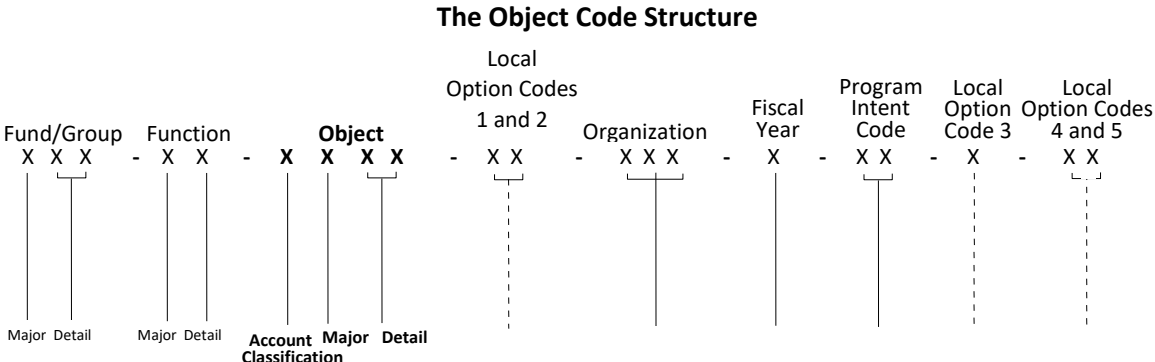 The Object Code Structure
Local
Option Codes
1 and 2
Program
Intent
Code
Local
Option
Code 3
Local
Option Codes
4 and 5
Fiscal
Year
Fund/Group
Function
Object
Organization
X X X - X X - X X X X - X X - X X X - X - X X - X - X X
Major Detail
Major Detail
Account Major Detail
Classification